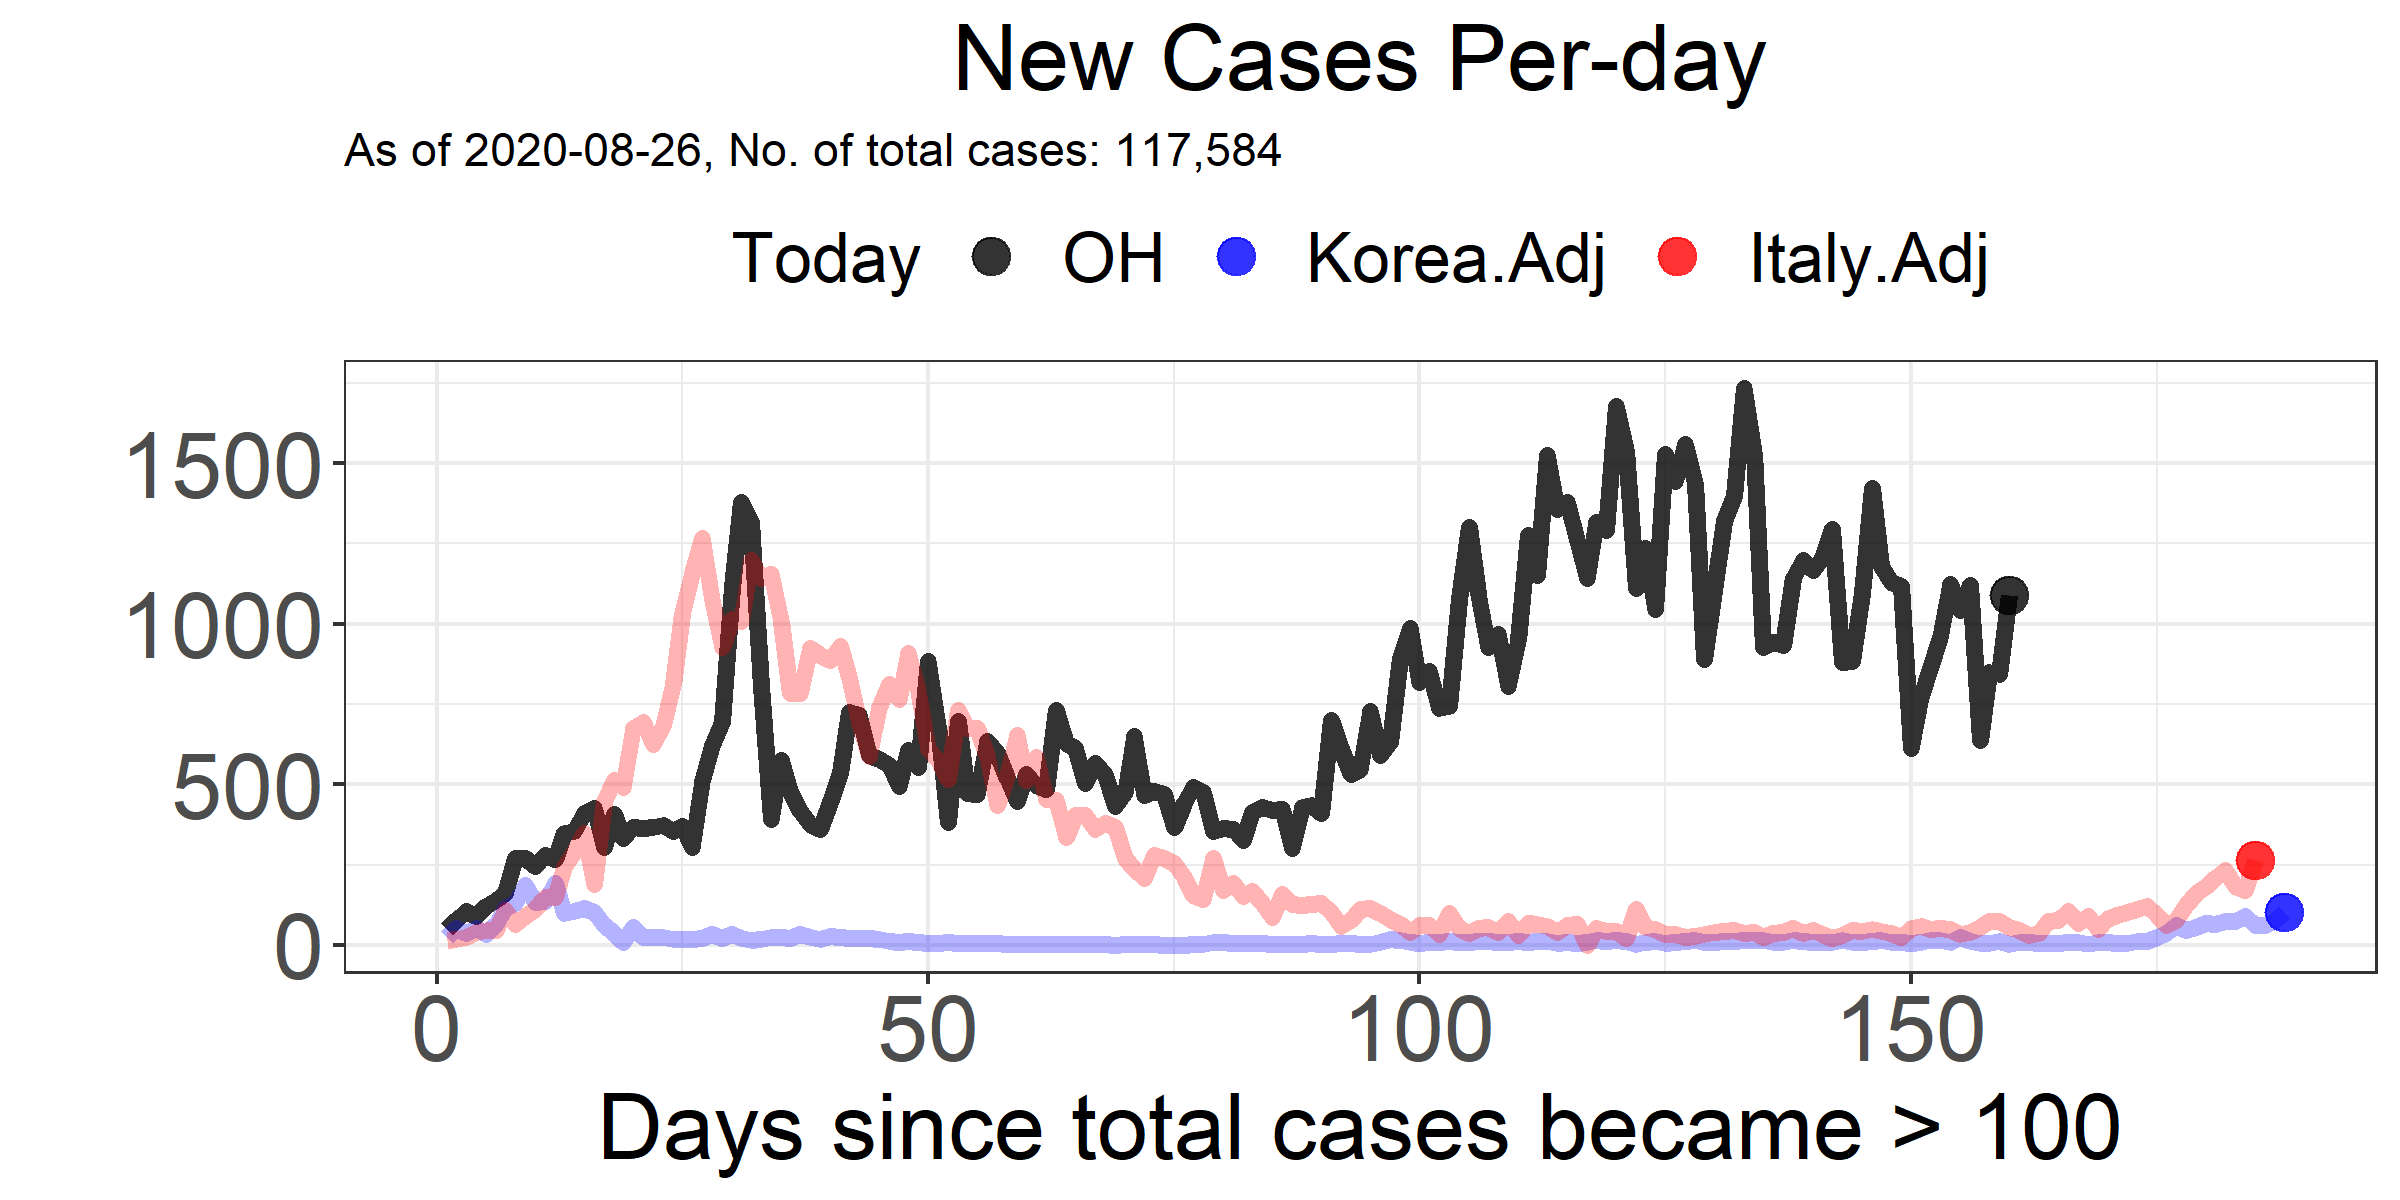 New Cases Per-day
As of 2020-08-26, No. of total cases: 117,584
Today OH Korea.Adj Italy.Adj
1500
1000
500
0
0 50 100 150
Days since total cases became > 100